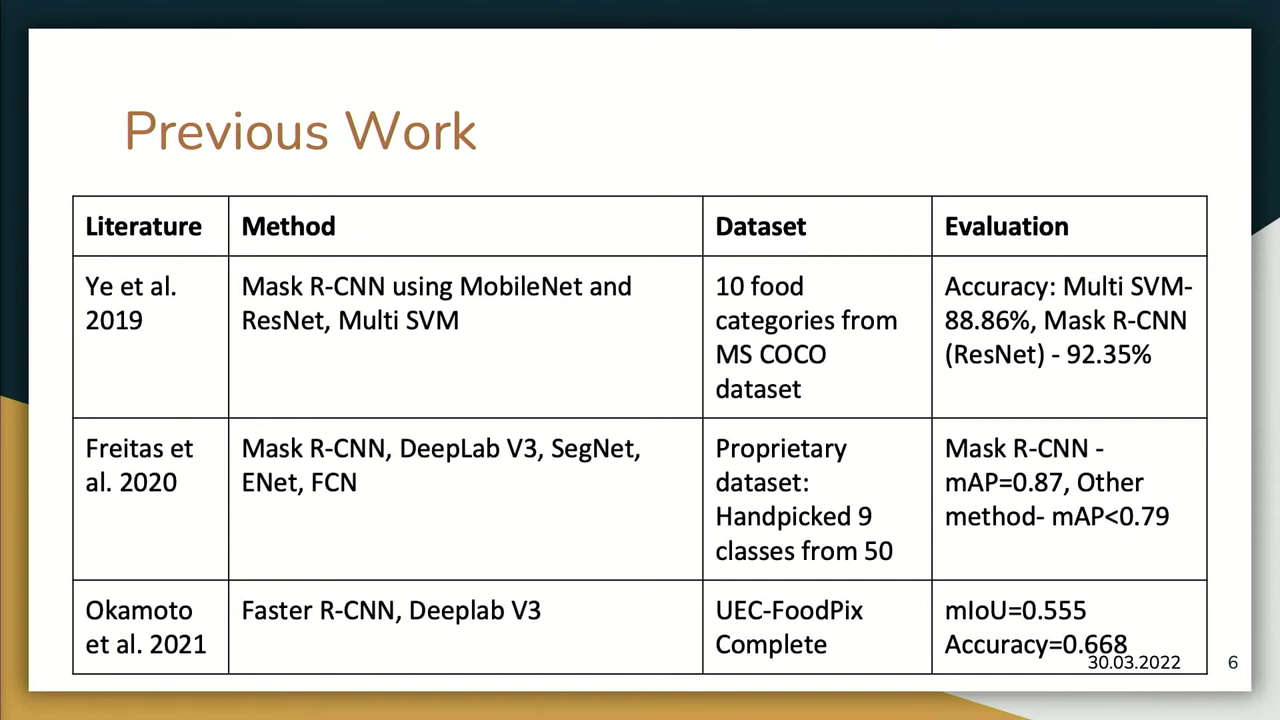 Previous Work
Literature
Method
Dataset
Evaluation
Ye et al.
2019
Mask R-CNN using MobileNet and
ResNet, Multi SVM
10 food
categories from
MS COCO
dataset
Accuracy: Multi SVM-
88.86%, Mask R-CNN
(ResNet) - 92.35%
Freitas et
al. 2020
Mask R-CNN, DeepLab V3, SegNet,
ENet, FCN
Proprietary
dataset:
Handpicked 9
classes from 50
Mask R-CNN -
mAP=0.87, Other
method- mAP<0.79
Okamoto
et al. 2021
Faster R-CNN, Deeplab V3
UEC-FoodPix
Complete
mIoU=0.555
Accuracy=0.668
30.03.2022
6